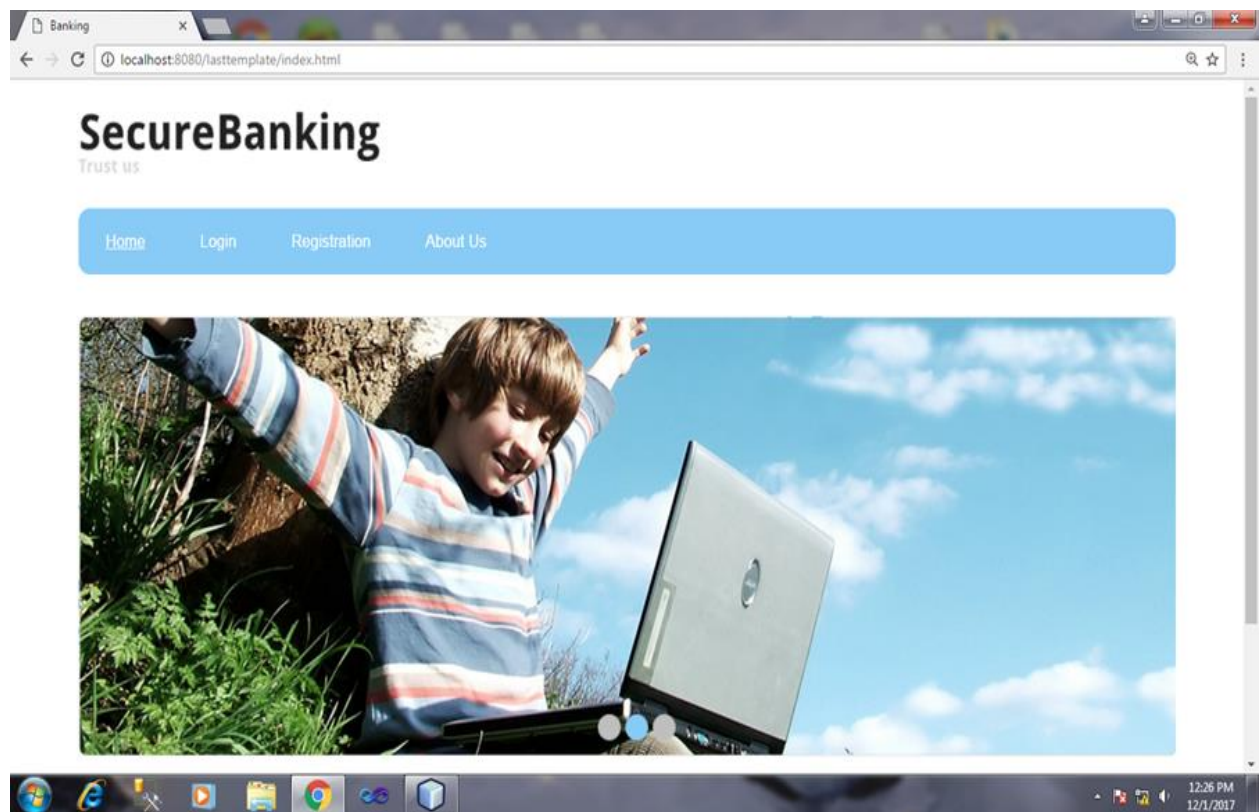 Banking
localhost:8080/lasttemplate/index.html
SecureBanking
Trust us
Home Login Registration About Us
12:26 PM
12/1/2017